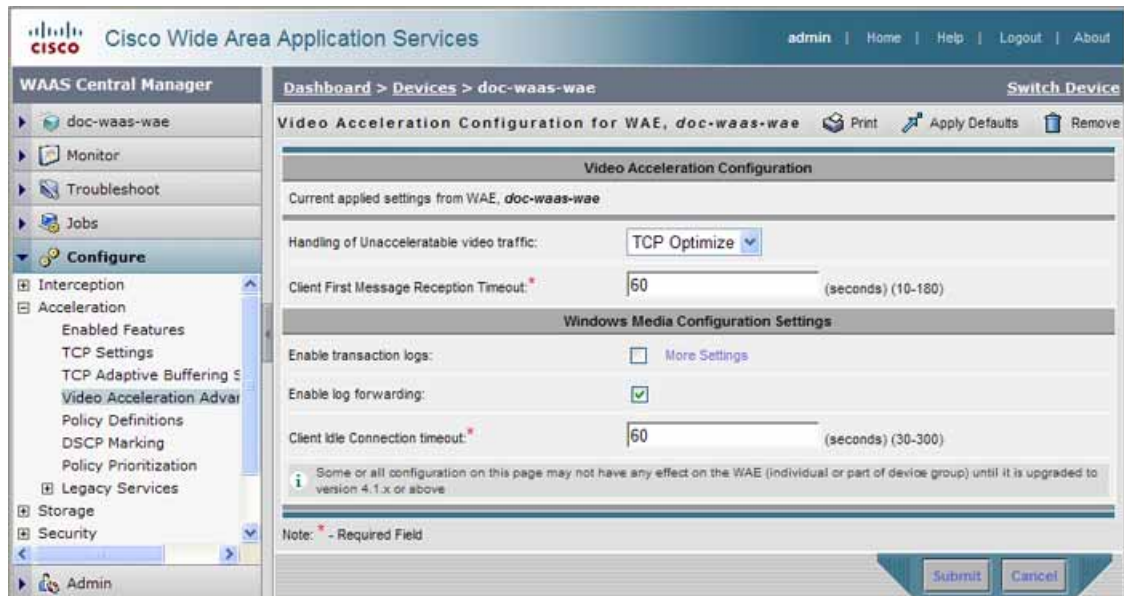 CISCO
Cisco Wide Area Application Services
admin | Home | Help | Logout | About
WAAS Central Manager
doc-waas-wae
Monitor
Troubleshoot
Jobs
Configure
Interception
Acceleration
Enabled Features
TCP Settings
TCP Adaptive Buffering S
Video Acceleration Advan
Policy Definitions
DSCP Marking
Policy Prioritization
Legacy Services
Storage
Security
Admin
Dashboard > Devices > doc-waas-wae
Switch Device
Video Acceleration Configuration for WAE, doc-waas-wae
Print
Apply Defaults
Remove
Video Acceleration Configuration
Current applied settings from WAE, doc-waas-wae
Handling of Unacceleratable video traffic: TCP Optimize
Client First Message Reception Timeout:* 60 (seconds) (10-180)
Windows Media Configuration Settings
Enable transaction logs: More Settings
Enable log forwarding:
Client Idle Connection timeout:* 60 (seconds) (30-300)
Some or all configuration on this page may not have any effect on the WAE (individual or part of device group) until it is upgraded to
version 4.1.x or above
Note: * - Required Field
Submit
Cancel